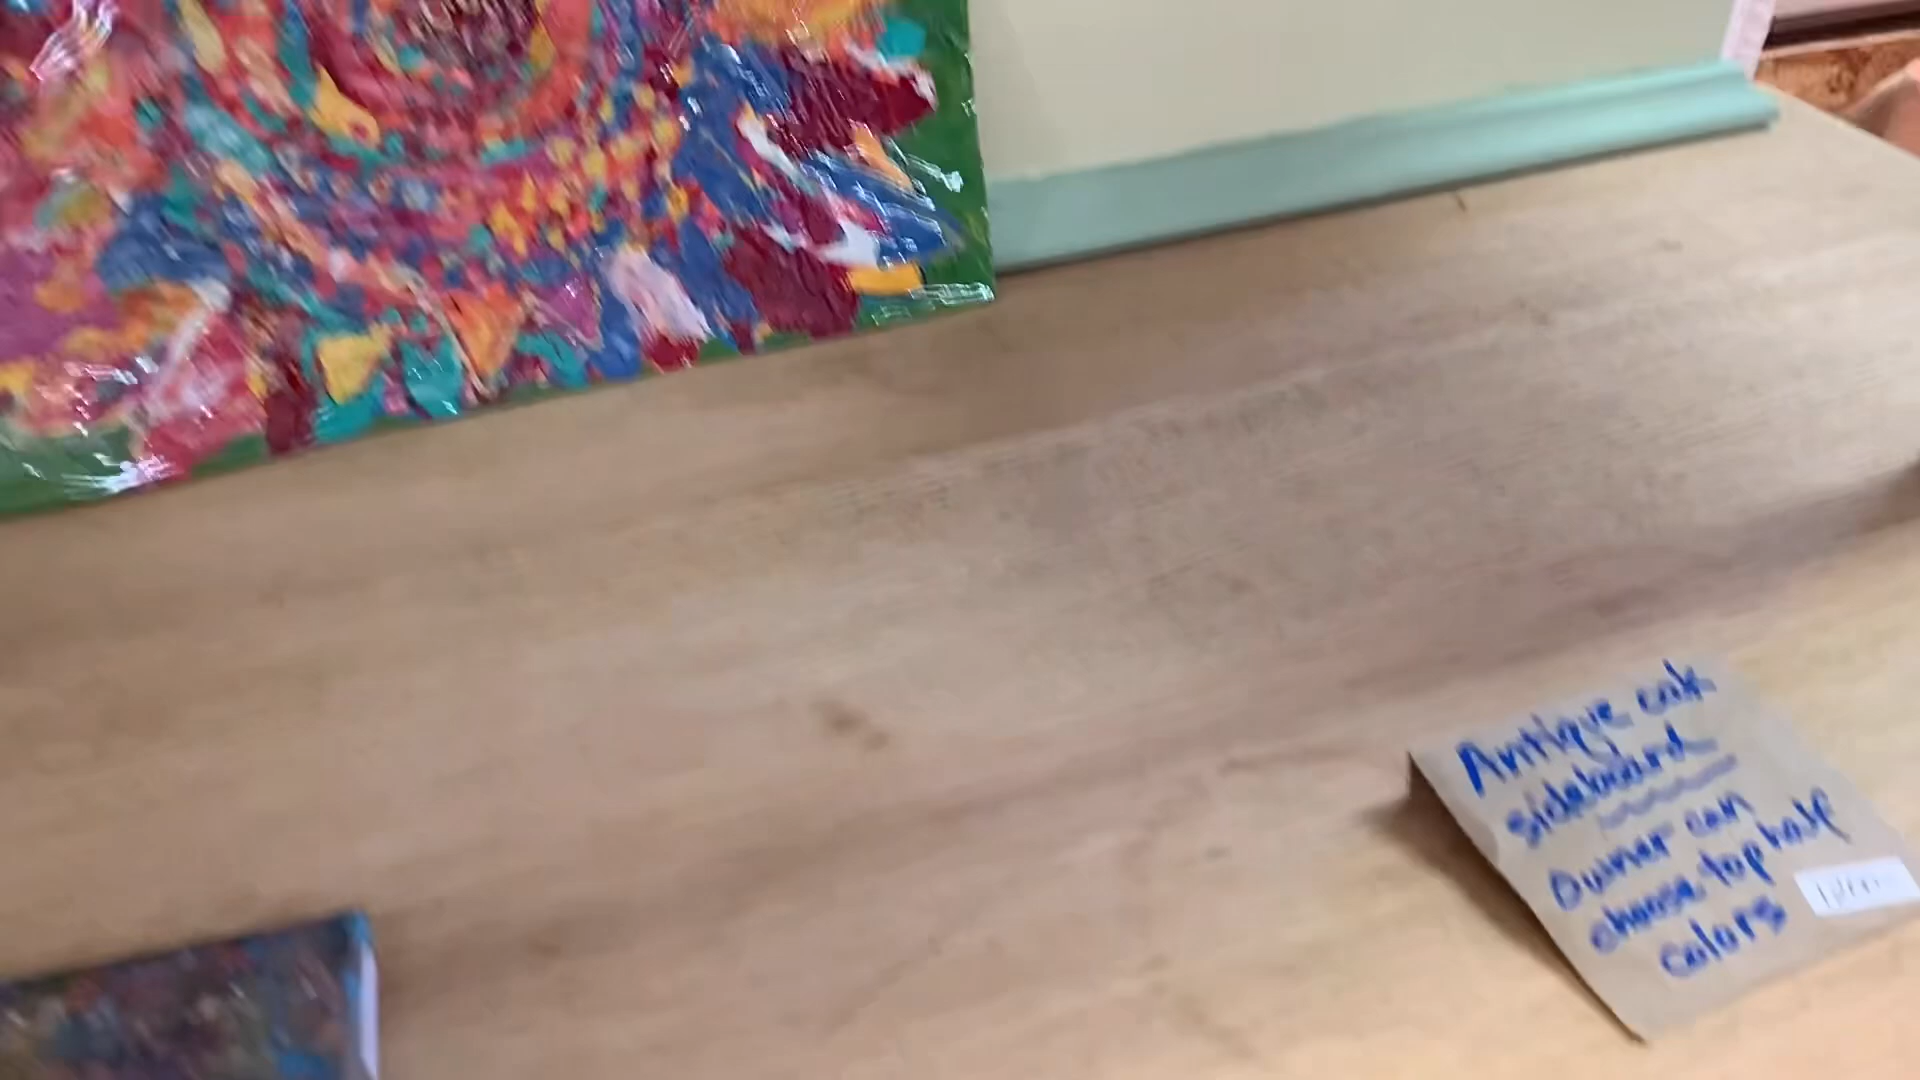 Antique oak
sideboard
Owner can
choose top half
colors